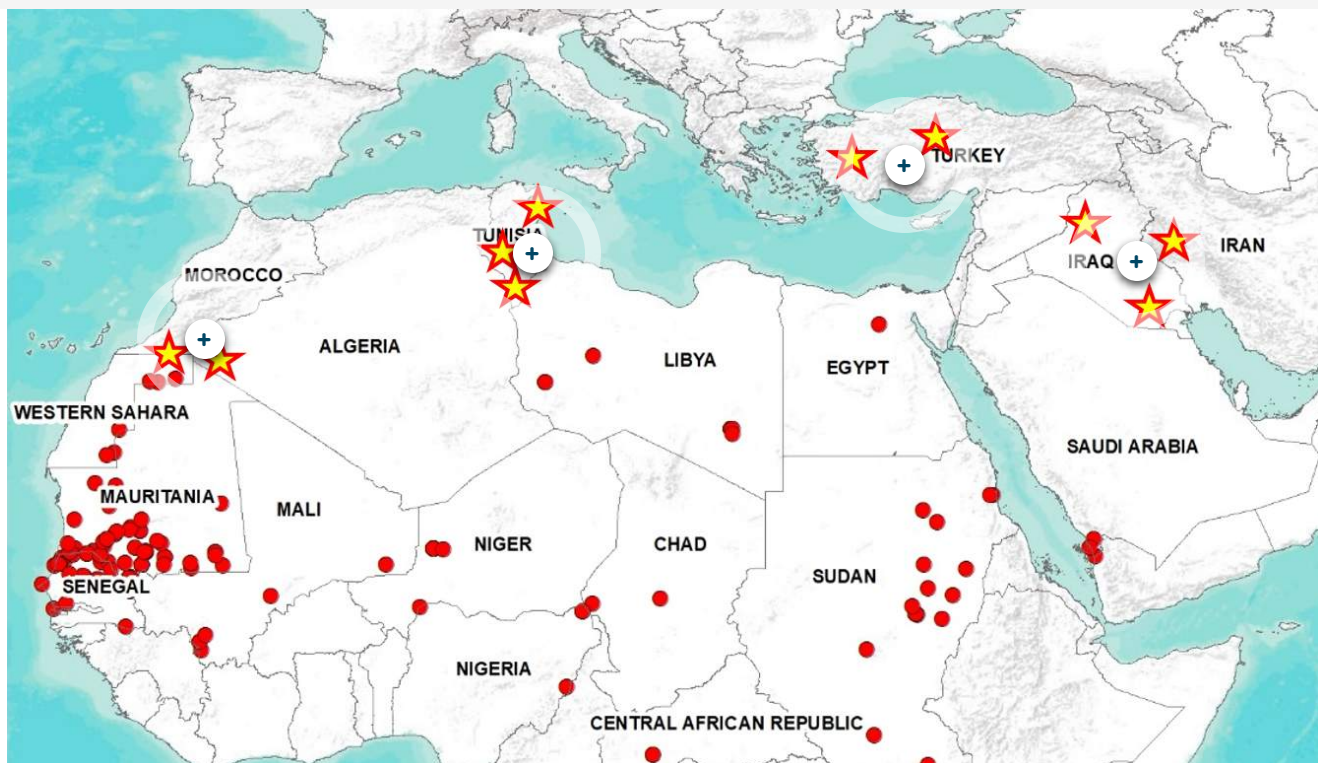 TURKEY
TUNISIA
IRAN
IRAQ
MOROCCO
ALGERIA
LIBYA
EGYPT
WESTERN SAHARA
SAUDI ARABIA
MAURITANIA
MALI
NIGER
CHAD
SUDAN
SENEGAL
NIGERIA
CENTRAL AFRICAN REPUBLIC